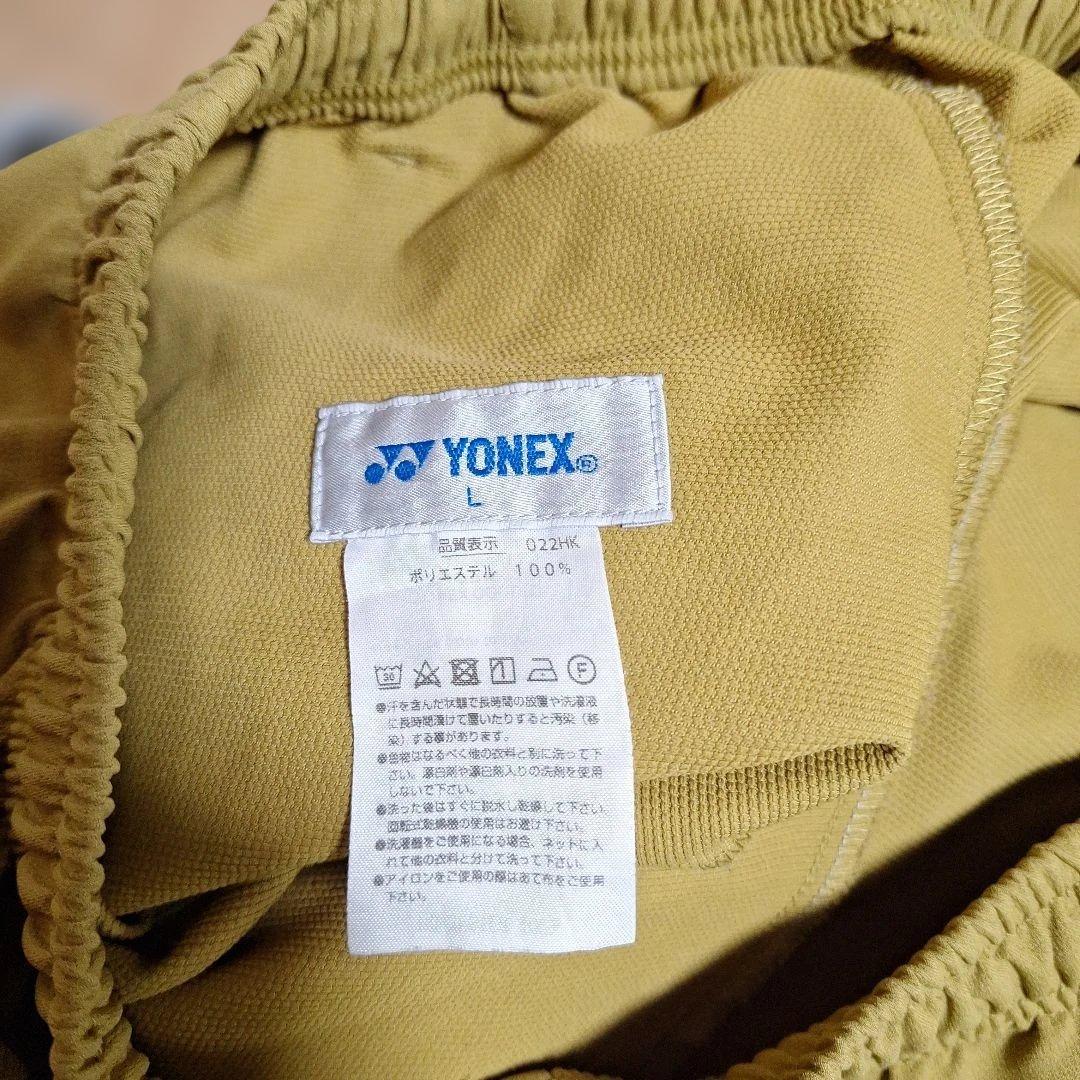 YONEX®
L
品質表示 022HK
ポリエステル 100%
30 F
●汗を含んだ状態で長時間の放置や洗濯液
に長時間漬けて置いたりすると汚染(移
染)する事があります。
●色物はなるべく他の衣料と別に洗って下
さい。漂白剤や漂白剤入りの洗剤を使用
しないで下さい。
●洗った後はすぐに脱水し乾燥して下さい。
回転式乾燥機の使用はお避け下さい。
●洗濯機をご使用になる場合、ネットに入
れて他の衣料と分けて洗って下さい。
●アイロンをご使用の際はあて布をご使用
下さい。